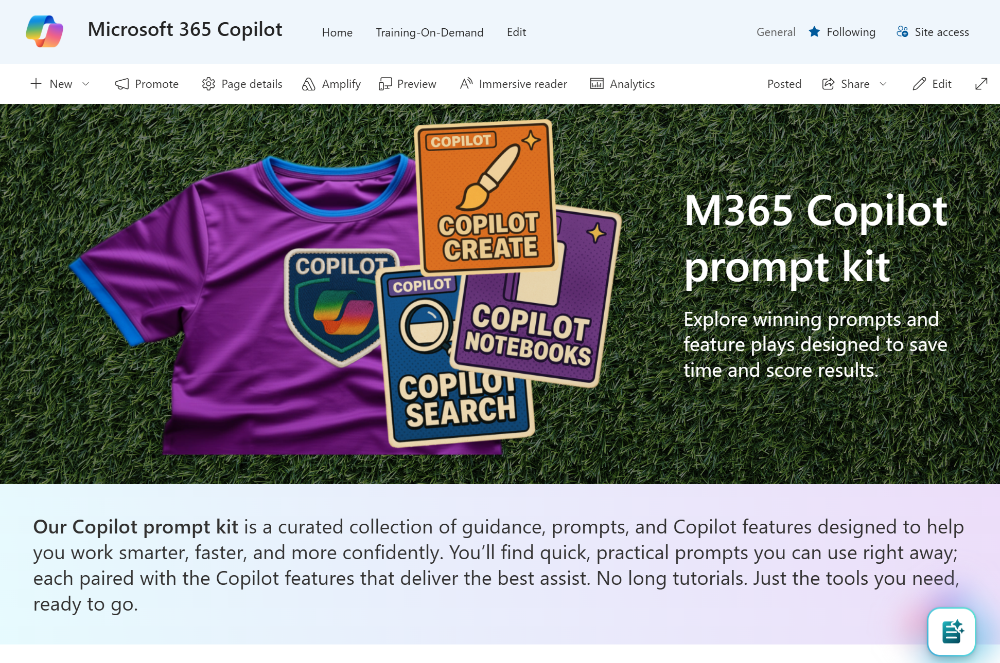 Microsoft 365 Copilot
Home
Training-On-Demand
Edit
General
Following
Site access
New
Promote
Page details
Amplify
Preview
Immersive reader
Analytics
Posted
Share
Edit
COPILOT
COPILOT
CREATE
COPILOT
COPILOT
COPILOT
NOTEBOOKS
COPILOT
SEARCH
M365 Copilot
prompt kit
Explore winning prompts and
feature plays designed to save
time and score results.
Our Copilot prompt kit is a curated collection of guidance, prompts, and Copilot features designed to help
you work smarter, faster, and more confidently. You’ll find quick, practical prompts you can use right away;
each paired with the Copilot features that deliver the best assist. No long tutorials. Just the tools you need,
ready to go.